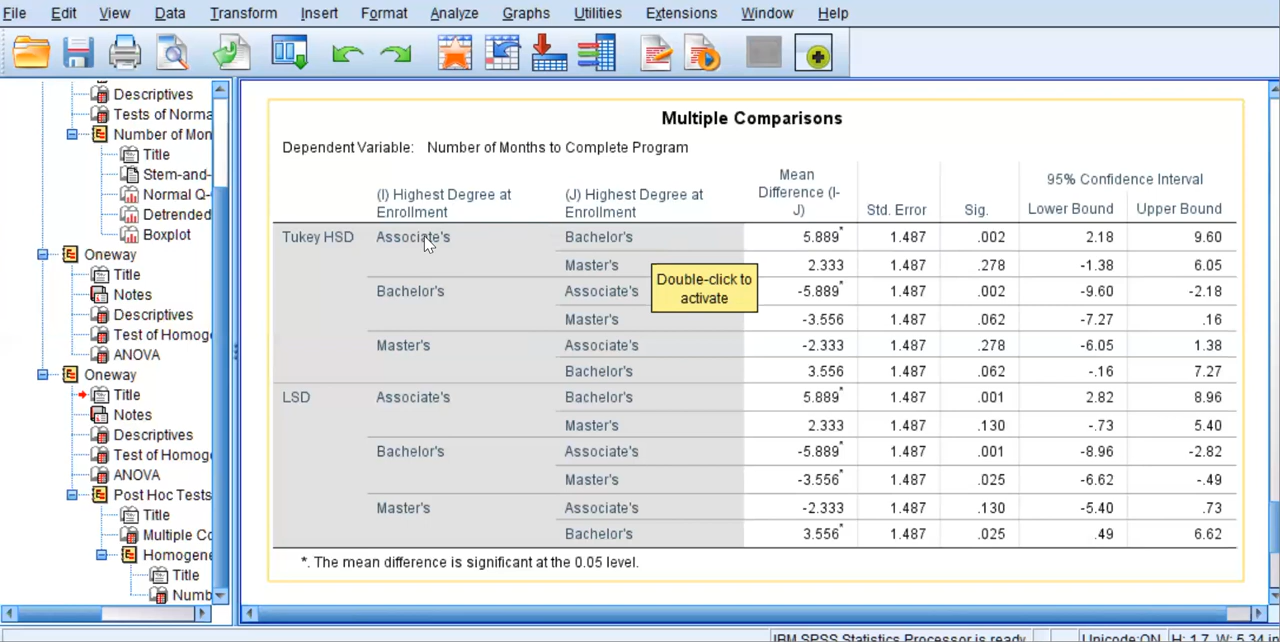 File Edit View Data Transform Insert Format Analyze Graphs Utilities Extensions Window Help
Descriptives
Tests of Norma
Number of Mon
Title
Stem-and-
Normal Q-
Detrended
Boxplot
Oneway
Title
Notes
Descriptives
Test of Homog
ANOVA
Oneway
Title
Notes
Descriptives
Test of Homog
ANOVA
Post Hoc Tests
Title
Multiple Co
Homogene
Title
Numb
Multiple Comparisons
Dependent Variable: Number of Months to Complete Program
(I) Highest Degree at Enrollment (J) Highest Degree at Enrollment Mean Difference (I-J) Std. Error Sig. 95% Confidence Interval
Lower Bound Upper Bound
Tukey HSD Associate's Bachelor's 5.889* 1.487 .002 2.18 9.60
Master's 2.333 1.487 .278 -1.38 6.05
Bachelor's Associate's -5.889* 1.487 .002 -9.60 -2.18
Master's -3.556 1.487 .062 -7.27 .16
Master's Associate's -2.333 1.487 .278 -6.05 1.38
Bachelor's 3.556 1.487 .062 -.16 7.27
LSD Associate's Bachelor's 5.889* 1.487 .001 2.82 8.96
Master's 2.333 1.487 .130 -.73 5.40
Bachelor's Associate's -5.889* 1.487 .001 -8.96 -2.82
Master's -3.556* 1.487 .025 -6.62 -.49
Master's Associate's -2.333 1.487 .130 -5.40 .73
Bachelor's 3.556* 1.487 .025 .49 6.62
*. The mean difference is significant at the 0.05 level.
Double-click to
activate
IBM SPSS Statistics Processor is ready Unicode:ON H: 1.7, W: 5.34